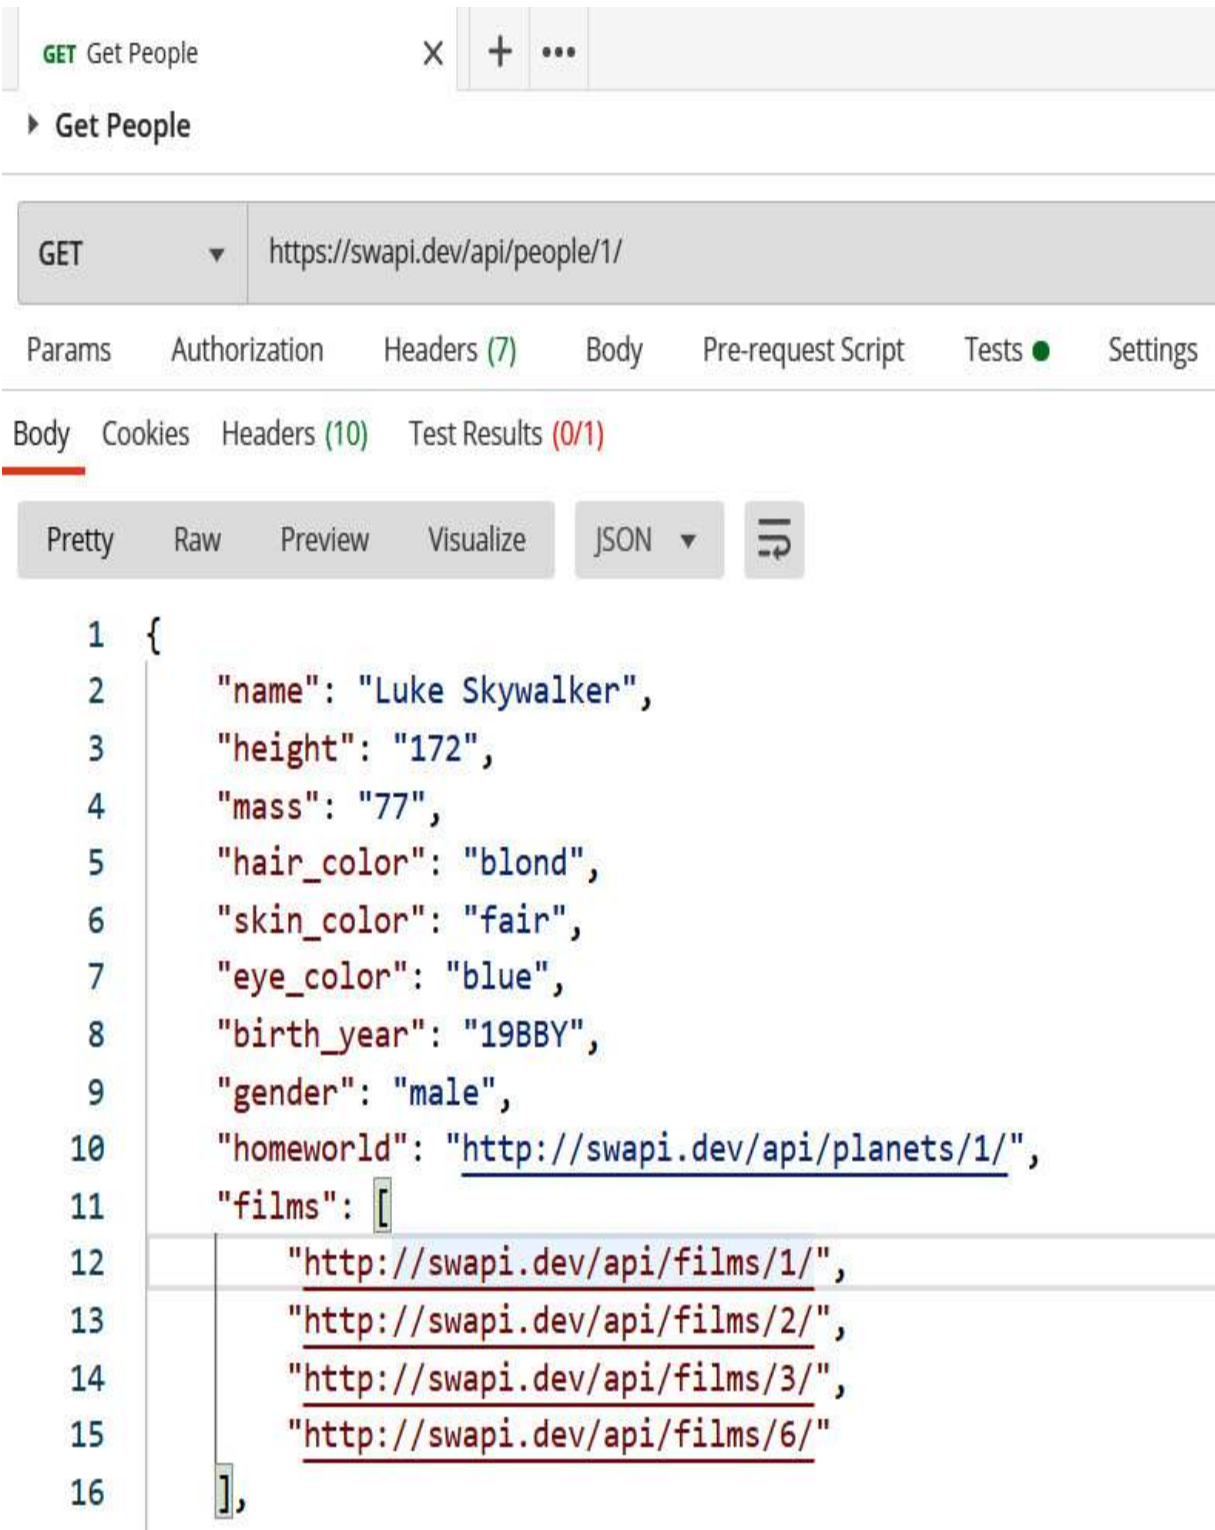 GET Get People X + •••
Get People
GET https://swapi.dev/api/people/1/
Params Authorization Headers (7) Body Pre-request Script Tests Settings
Body Cookies Headers (10) Test Results (0/1)
Pretty Raw Preview Visualize JSON
1 {
2 "name": "Luke Skywalker",
3 "height": "172",
4 "mass": "77",
5 "hair_color": "blond",
6 "skin_color": "fair",
7 "eye_color": "blue",
8 "birth_year": "19BBY",
9 "gender": "male",
10 "homeworld": "http://swapi.dev/api/planets/1/",
11 "films": [
12 "http://swapi.dev/api/films/1/",
13 "http://swapi.dev/api/films/2/",
14 "http://swapi.dev/api/films/3/",
15 "http://swapi.dev/api/films/6/"
16 ],